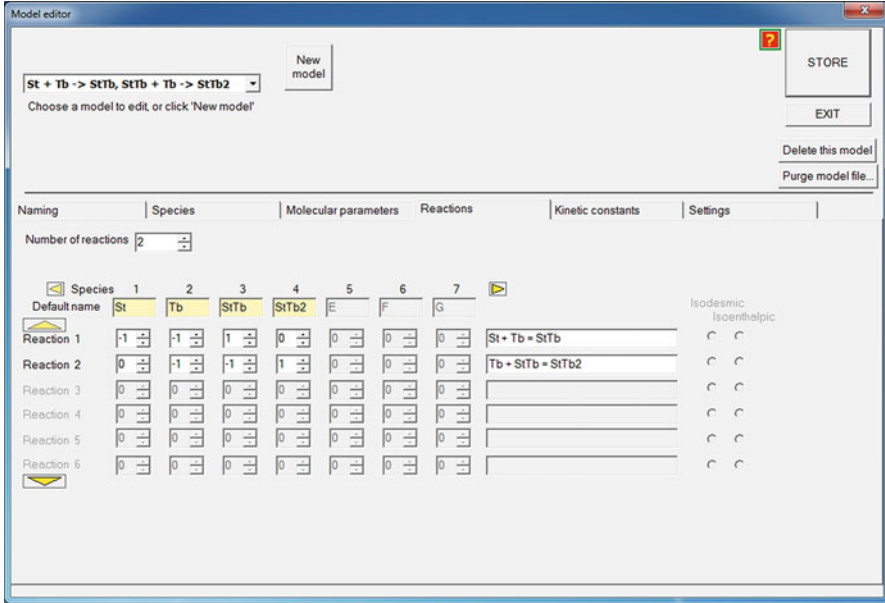 Model editor
x
?
New model
STORE
St + Tb -> StTb, StTb + Tb -> StTb2
Choose a model to edit, or click 'New model'
EXIT
Delete this model
Purge model file...
Naming Species Molecular parameters Reactions Kinetic constants Settings
Number of reactions 2
Species 1 2 3 4 5 6 7
Default name St Tb StTb StTb2 E F G
Isodesmic
Isoenthalpic
Reaction 1 -1 -1 1 0 0 0 0 St + Tb = StTb
Reaction 2 0 -1 -1 1 0 0 0 Tb + StTb = StTb2
Reaction 3 0 0 0 0 0 0 0
Reaction 4 0 0 0 0 0 0 0
Reaction 5 0 0 0 0 0 0 0
Reaction 6 0 0 0 0 0 0 0